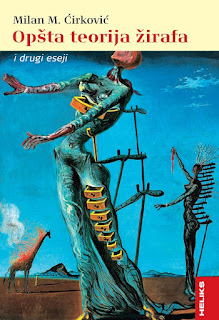 Milan M. Ćirković
Opšta teorija žirafa
i drugi eseji
HELIKS